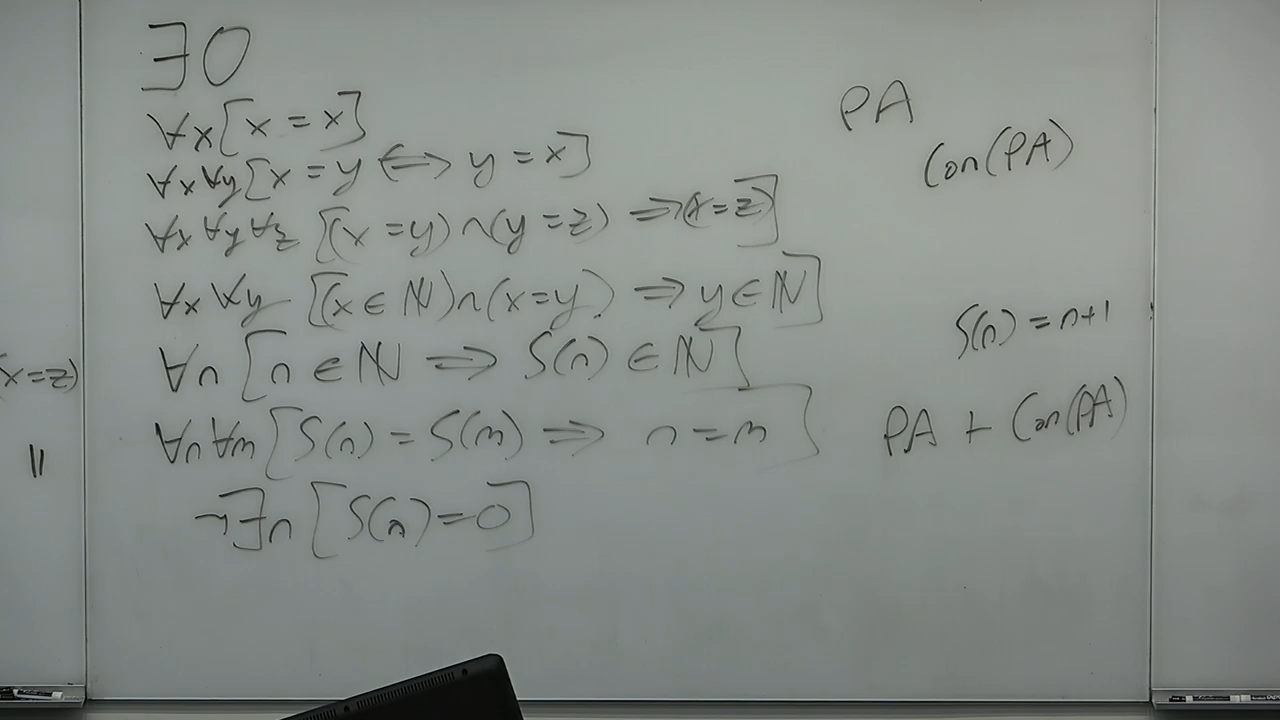 ∃0
∀x[x = x]
∀x∀y[x = y ⟺ y = x]
∀x∀y∀z[(x = y)∧(y = z) ⟹ (x = z)]
∀x∀y[(x ∈ ℕ)∧(x = y) ⟹ y ∈ ℕ]
∀n[n ∈ ℕ ⟹ S(n) ∈ ℕ]
∀n∀m[S(n) = S(m) ⟹ n = m]
¬∃n[S(n) = 0]
PA
Con(PA)
S(n) = n+1
PA + Con(PA)
x = z)
=